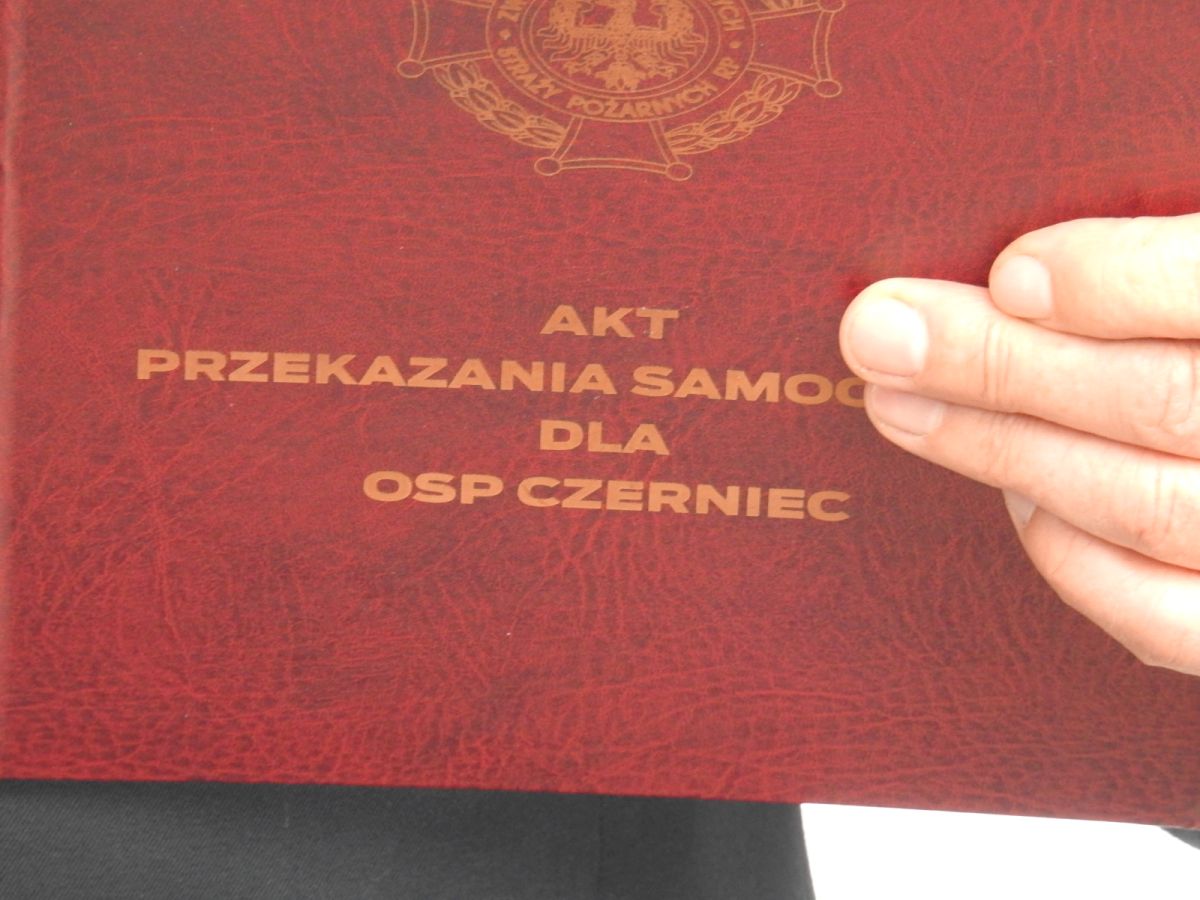 STRAŻY POŻARNYCH RP
AKT
PRZEKAZANIA SAMOC
DLA
OSP CZERNIEC